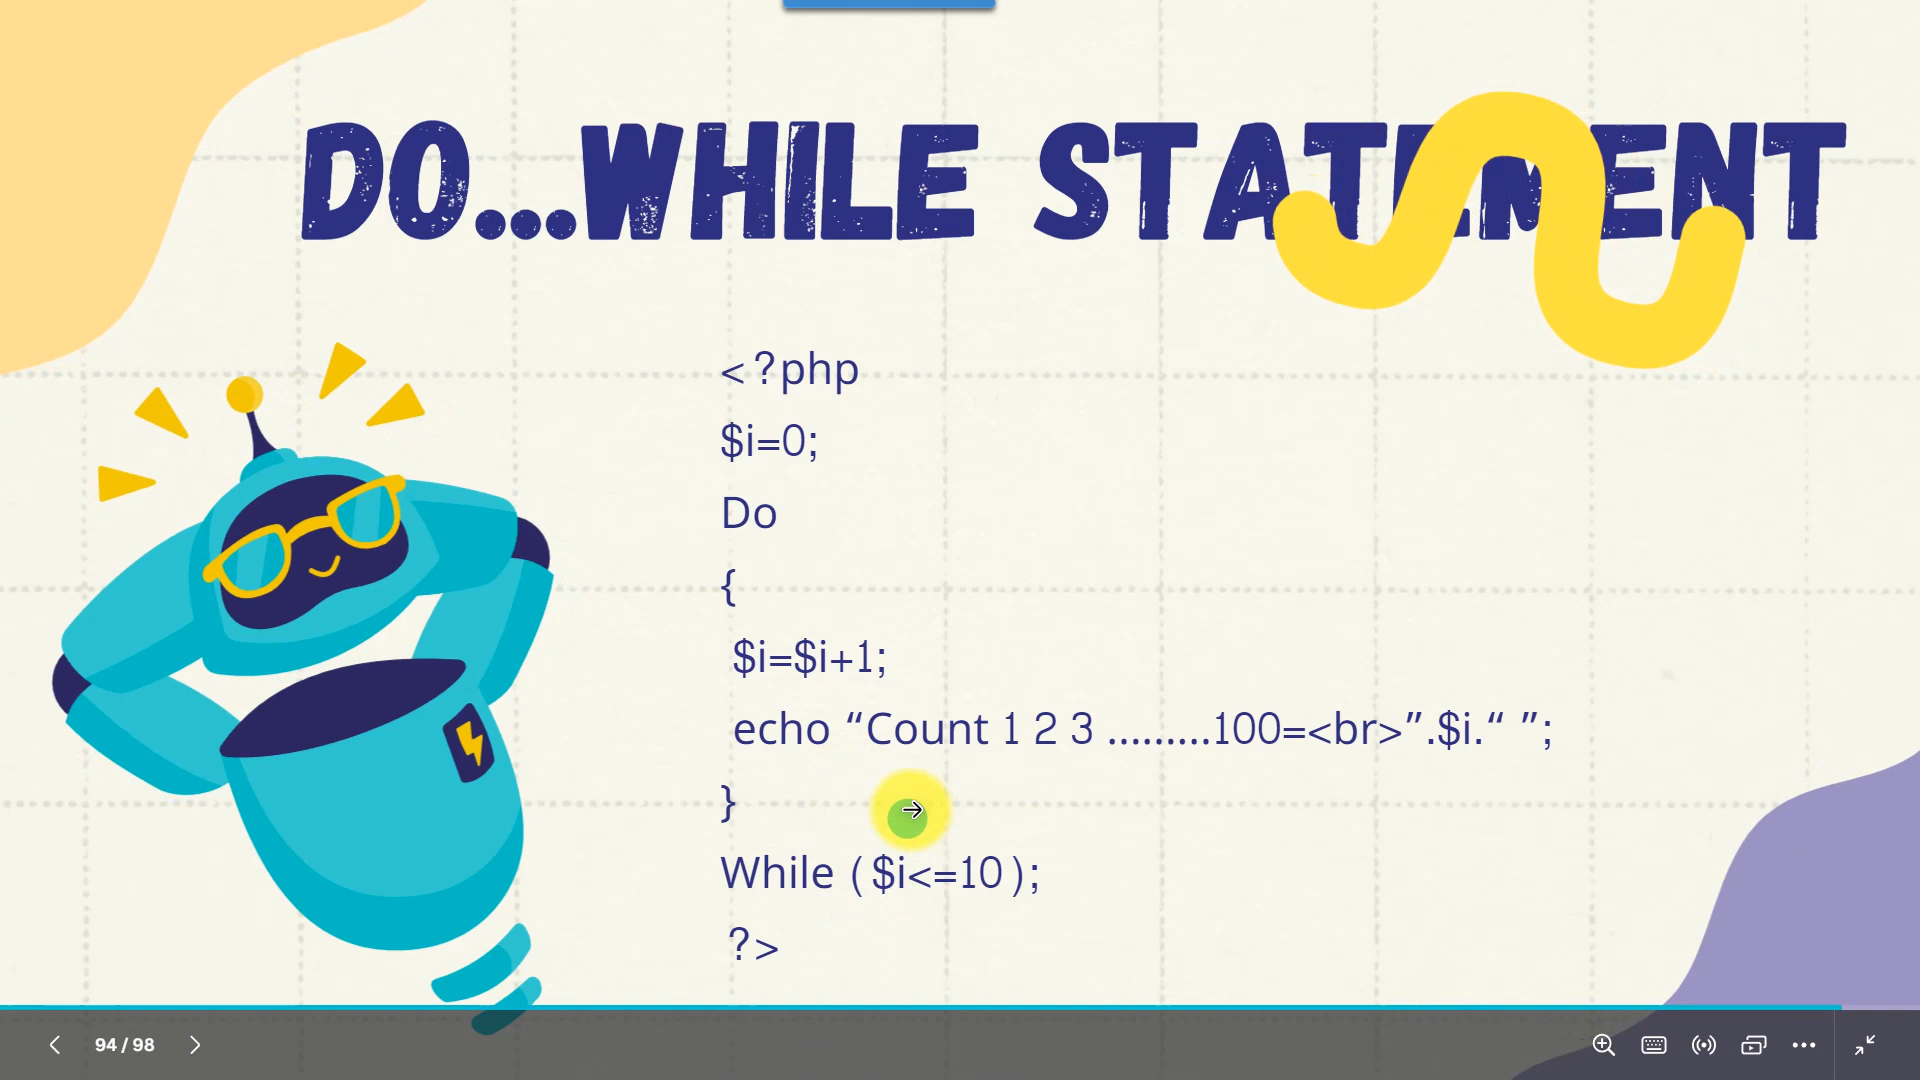 DO...WHILE STATEMENT
<?php
$i=0;
Do
{
$i=$i+1;
echo “Count 1 2 3 .........100=<br>”.$i.“ ”;
}
While ($i<=10);
?>
94 / 98